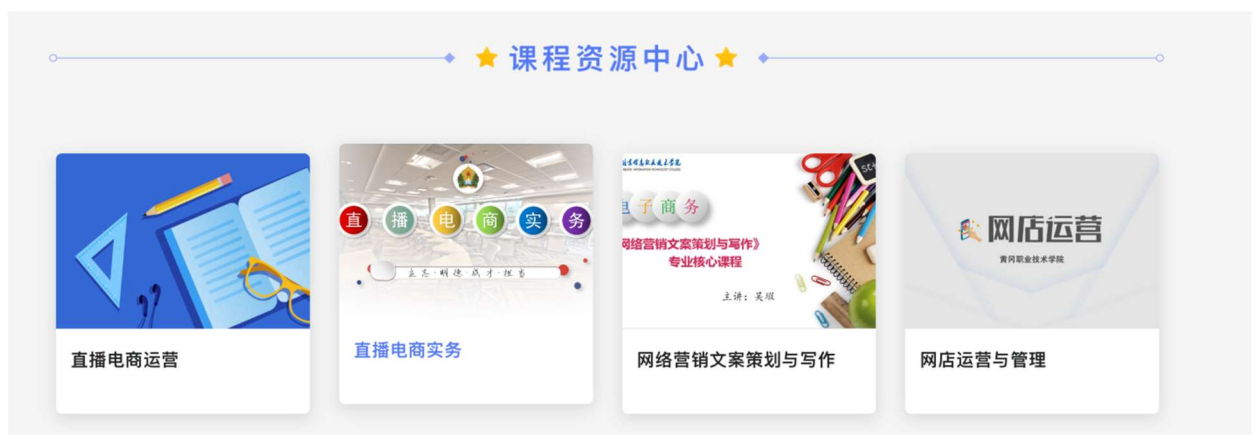 课程资源中心
直播电商实务
立志·明德·成才·担当
子商务
网络营销文案策划与写作》
专业核心课程
主讲：吴
网店运营
黄冈职业技术学院
直播电商运营
直播电商实务
网络营销文案策划与写作
网店运营与管理